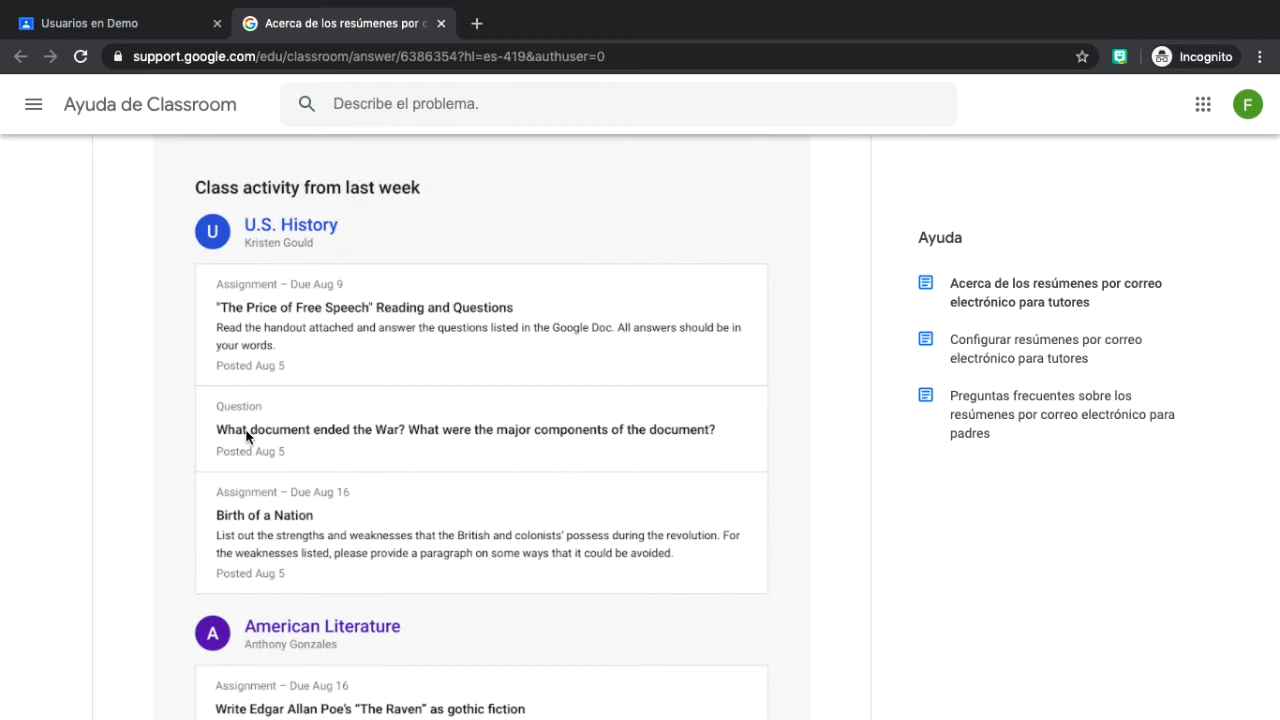 Usuarios en Demo
Acerca de los resúmenes por c
support.google.com/edu/classroom/answer/6386354?hl=es-419&authuser=0
Incognito
Ayuda de Classroom
Describe el problema.
F
Class activity from last week
U
U.S. History
Kristen Gould
Assignment – Due Aug 9
"The Price of Free Speech" Reading and Questions
Read the handout attached and answer the questions listed in the Google Doc. All answers should be in
your words.
Posted Aug 5
Question
What document ended the War? What were the major components of the document?
Posted Aug 5
Assignment – Due Aug 16
Birth of a Nation
List out the strengths and weaknesses that the British and colonists' possess during the revolution. For
the weaknesses listed, please provide a paragraph on some ways that it could be avoided.
Posted Aug 5
A
American Literature
Anthony Gonzales
Assignment – Due Aug 16
Write Edgar Allan Poe's “The Raven” as gothic fiction
Ayuda
Acerca de los resúmenes por correo
electrónico para tutores
Configurar resúmenes por correo
electrónico para tutores
Preguntas frecuentes sobre los
resúmenes por correo electrónico para
padres